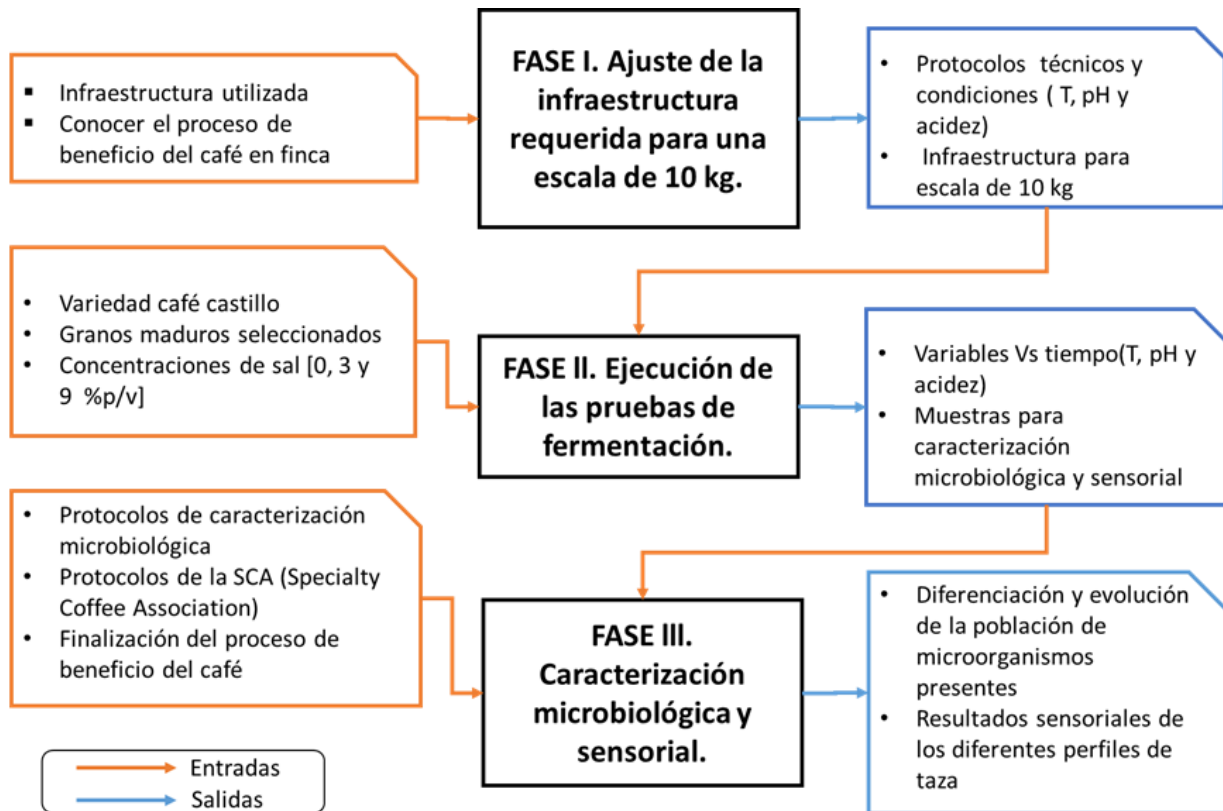 ▪ Infraestructura utilizada
▪ Conocer el proceso de
beneficio del café en finca
FASE I. Ajuste de la
infraestructura
requerida para una
escala de 10 kg.
• Protocolos técnicos y
condiciones ( T, pH y
acidez)
• Infraestructura para
escala de 10 kg
• Variedad café castillo
• Granos maduros seleccionados
• Concentraciones de sal [0, 3 y
9 %p/v]
FASE II. Ejecución de
las pruebas de
fermentación.
• Variables Vs tiempo(T, pH y
acidez)
• Muestras para
caracterización
microbiológica y sensorial
• Protocolos de caracterización
microbiológica
• Protocolos de la SCA (Specialty
Coffee Association)
• Finalización del proceso de
beneficio del café
FASE III.
Caracterización
microbiológica y
sensorial.
• Diferenciación y evolución
de la población de
microorganismos
presentes
• Resultados sensoriales de
los diferentes perfiles de
taza
Entradas
Salidas